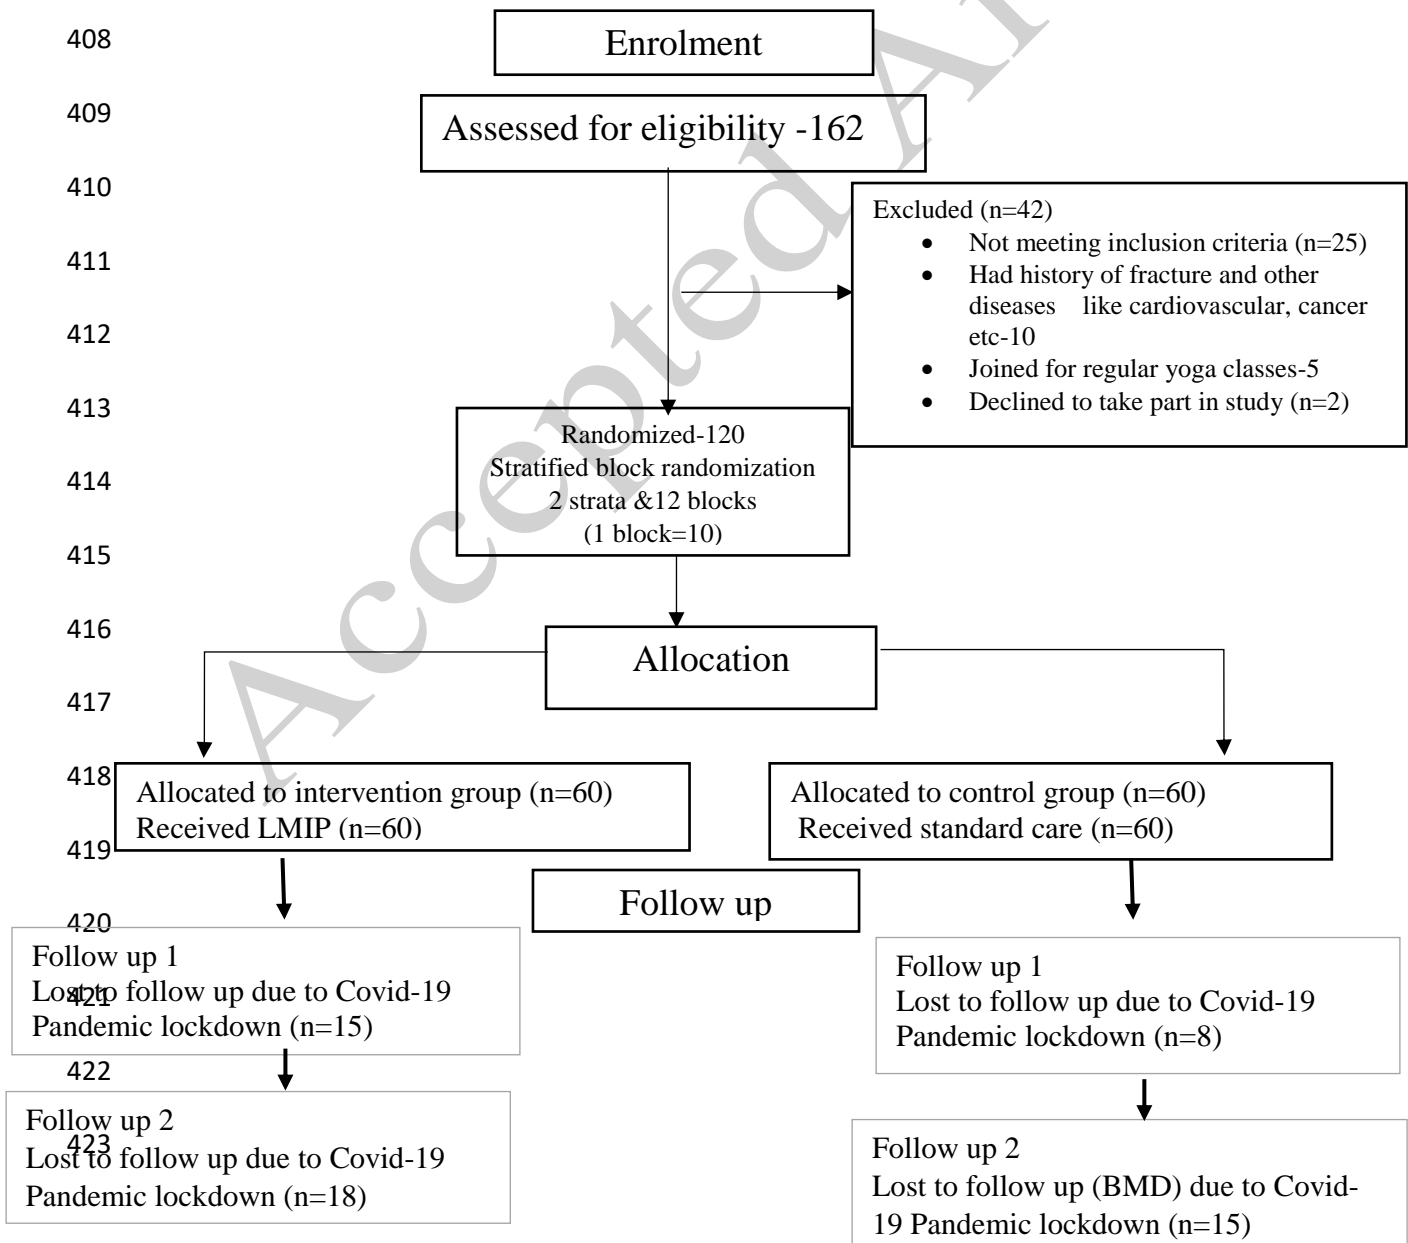 408
Enrolment
409
Assessed for eligibility -162
410
Excluded (n=42)
• Not meeting inclusion criteria (n=25)
411
• Had history of fracture and other
diseases like cardiovascular, cancer
etc-10
412
• Joined for regular yoga classes-5
• Declined to take part in study (n=2)
413
Randomized-120
Stratified block randomization
414
2 strata &12 blocks
(1 block=10)
415
416
Allocation
417
418
Allocated to intervention group (n=60)
Received LMIP (n=60)
Allocated to control group (n=60)
Received standard care (n=60)
419
Follow up
420
Follow up 1
Lost to follow up due to Covid-19
Pandemic lockdown (n=15)
421
Follow up 1
Lost to follow up due to Covid-19
Pandemic lockdown (n=8)
422
Follow up 2
Lost to follow up due to Covid-19
Pandemic lockdown (n=18)
423
Follow up 2
Lost to follow up (BMD) due to Covid-
19 Pandemic lockdown (n=15)
Accepted Ar